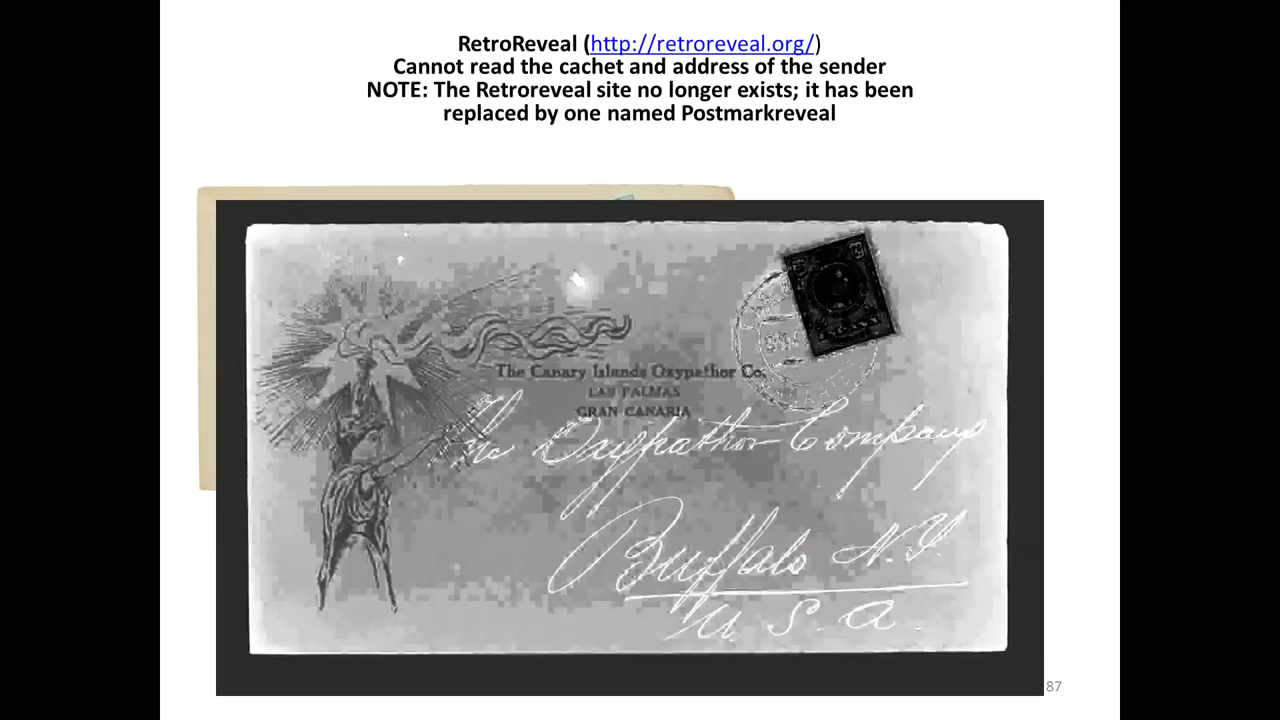 RetroReveal (http://retroreveal.org/)
Cannot read the cachet and address of the sender
NOTE: The Retroreveal site no longer exists; it has been
replaced by one named Postmarkreveal
The Canary Islands Oxypathor Co.
LAS PALMAS
GRAN CANARIA
The Oxypathor Company
Buffalo N.Y.
U. S. A.
87